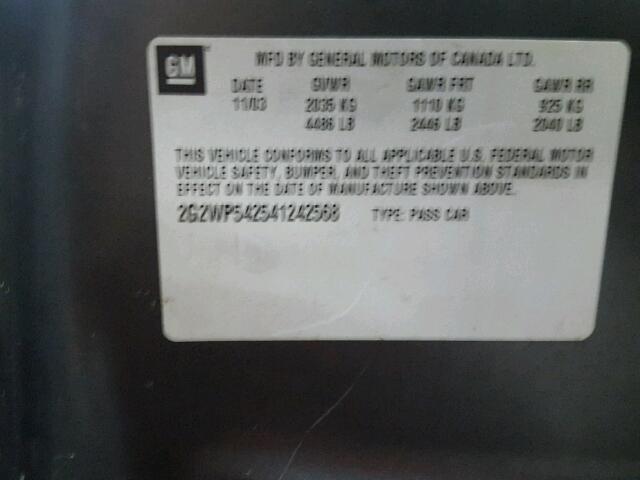 GM MFD BY GENERAL MOTORS OF CANADA LTD.
DATE GVWR GAWR FRT GAWR RR
11/03 2035 KG 1110 KG 925 KG
4486 LB 2446 LB 2040 LB
THIS VEHICLE CONFORMS TO ALL APPLICABLE U.S. FEDERAL MOTOR
VEHICLE SAFETY, BUMPER, AND THEFT PREVENTION STANDARDS IN
EFFECT ON THE DATE OF MANUFACTURE SHOWN ABOVE.
2G2WP542541242568 TYPE: PASS CAR